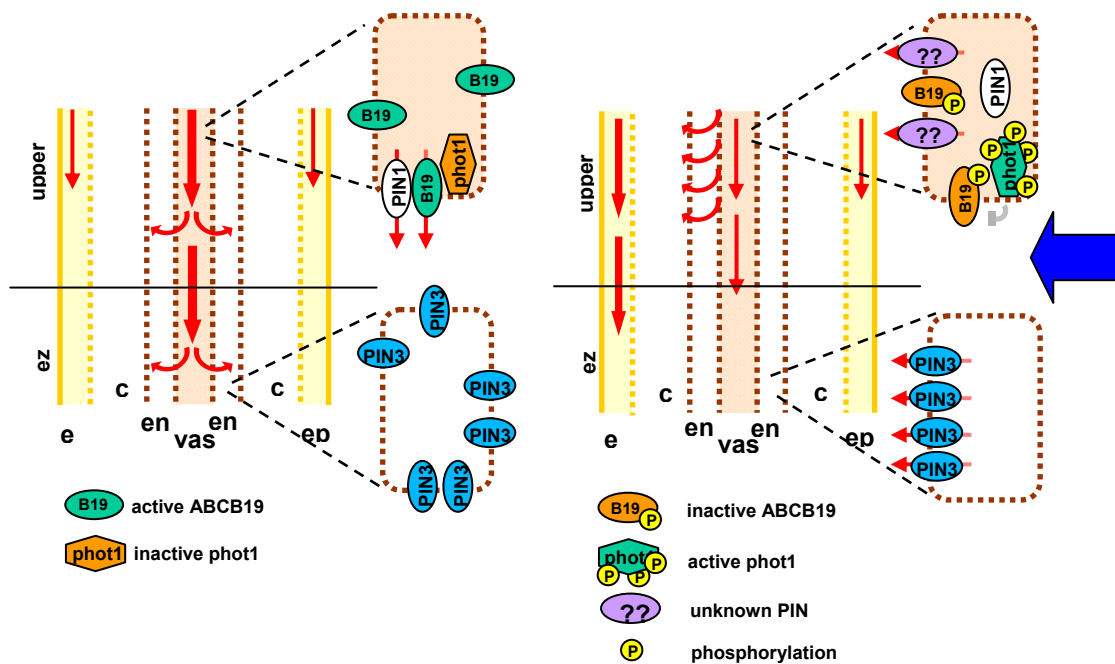 B19
B19
PIN1
B19
phot1
upper
PIN3
PIN3
PIN3
PIN3
PIN3
PIN3
ez
c
c
e
en
vas
en
ep
B19 active ABCB19
phot1 inactive phot1
??
B19
P
PIN1
??
P
P
phot1
P
P
P
B19
upper
PIN3
PIN3
PIN3
PIN3
ez
c
c
e
en
vas
en
ep
B19 P inactive ABCB19
phot1 P P P active phot1
?? unknown PIN
P phosphorylation